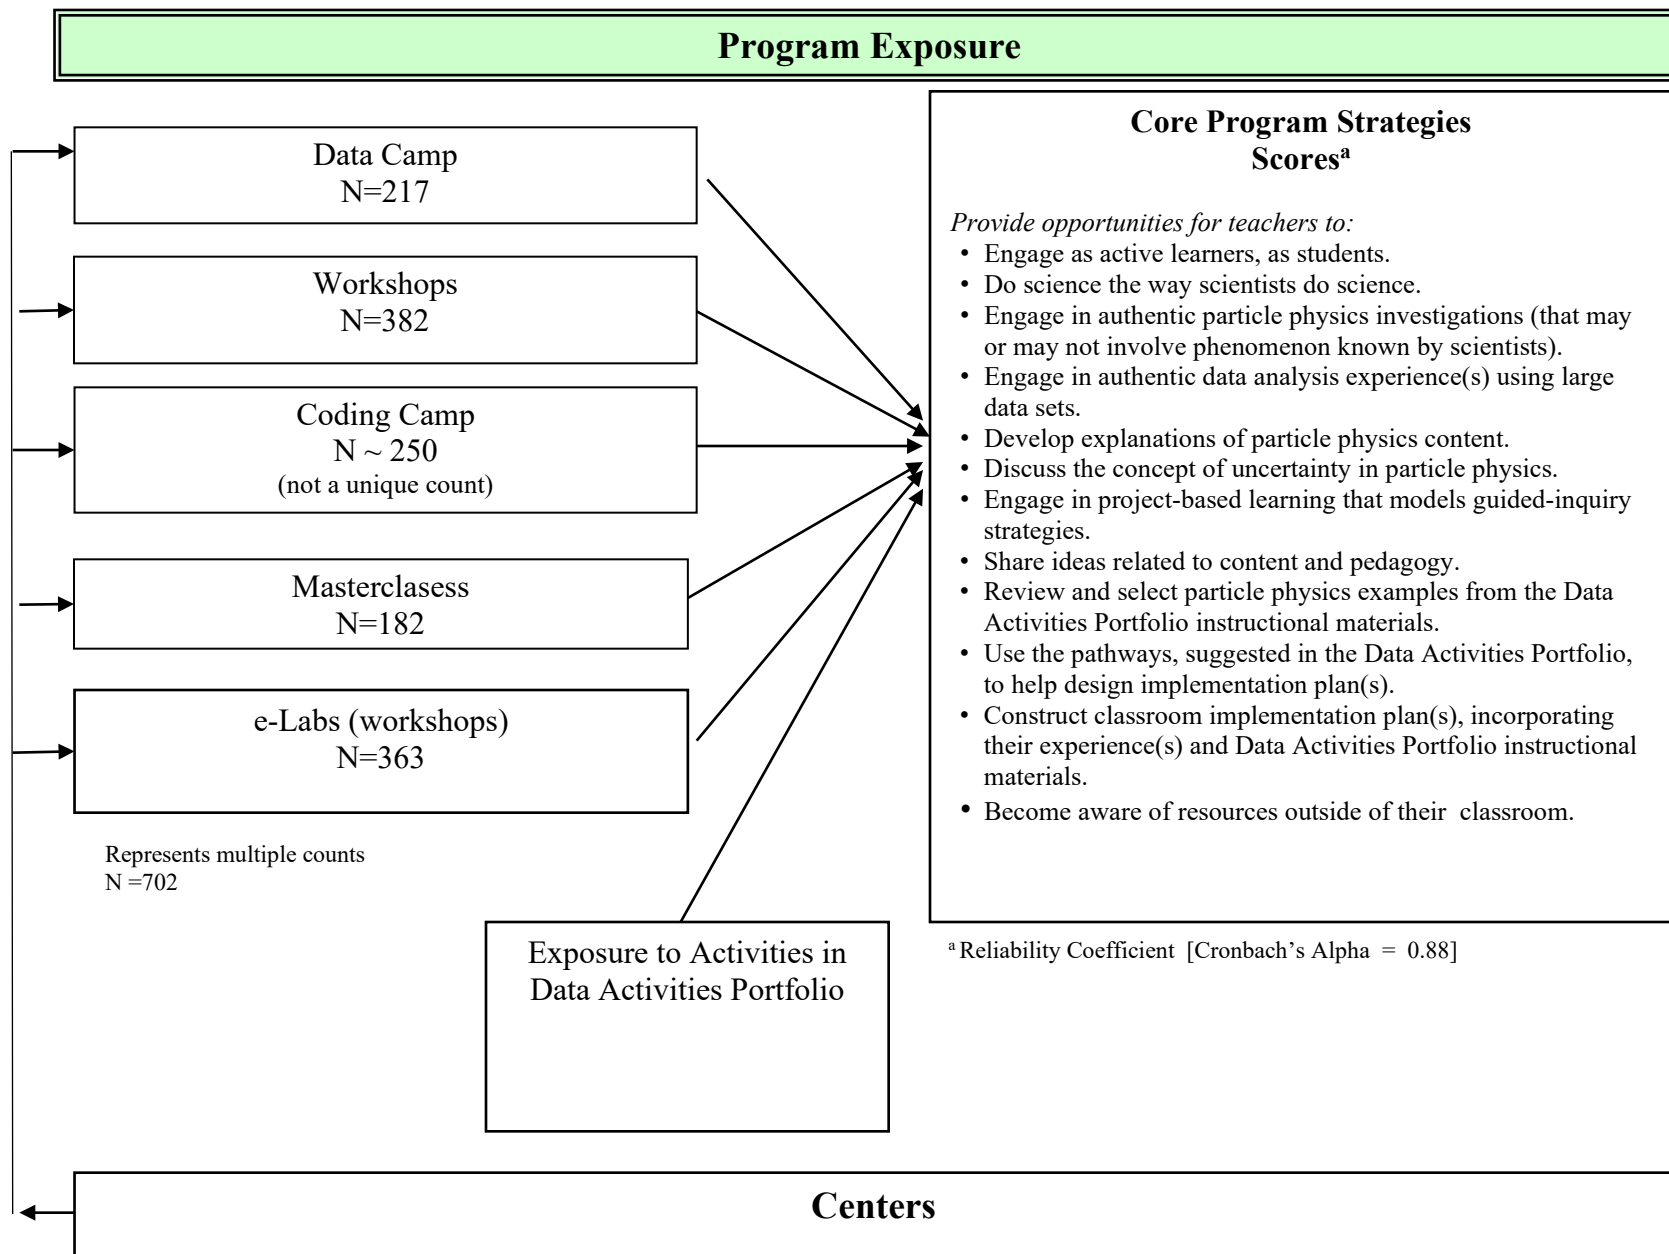 Program Exposure
Data Camp
N=217
Workshops
N=382
Coding Camp
N ~ 250
(not a unique count)
Masterclasess
N=182
e-Labs (workshops)
N=363
Represents multiple counts
N =702
Exposure to Activities in
Data Activities Portfolio
Core Program Strategies
Scoresᵃ
Provide opportunities for teachers to:
• Engage as active learners, as students.
• Do science the way scientists do science.
• Engage in authentic particle physics investigations (that may
or may not involve phenomenon known by scientists).
• Engage in authentic data analysis experience(s) using large
data sets.
• Develop explanations of particle physics content.
• Discuss the concept of uncertainty in particle physics.
• Engage in project-based learning that models guided-inquiry
strategies.
• Share ideas related to content and pedagogy.
• Review and select particle physics examples from the Data
Activities Portfolio instructional materials.
• Use the pathways, suggested in the Data Activities Portfolio,
to help design implementation plan(s).
• Construct classroom implementation plan(s), incorporating
their experience(s) and Data Activities Portfolio instructional
materials.
• Become aware of resources outside of their classroom.
ᵃ Reliability Coefficient [Cronbach’s Alpha = 0.88]
Centers